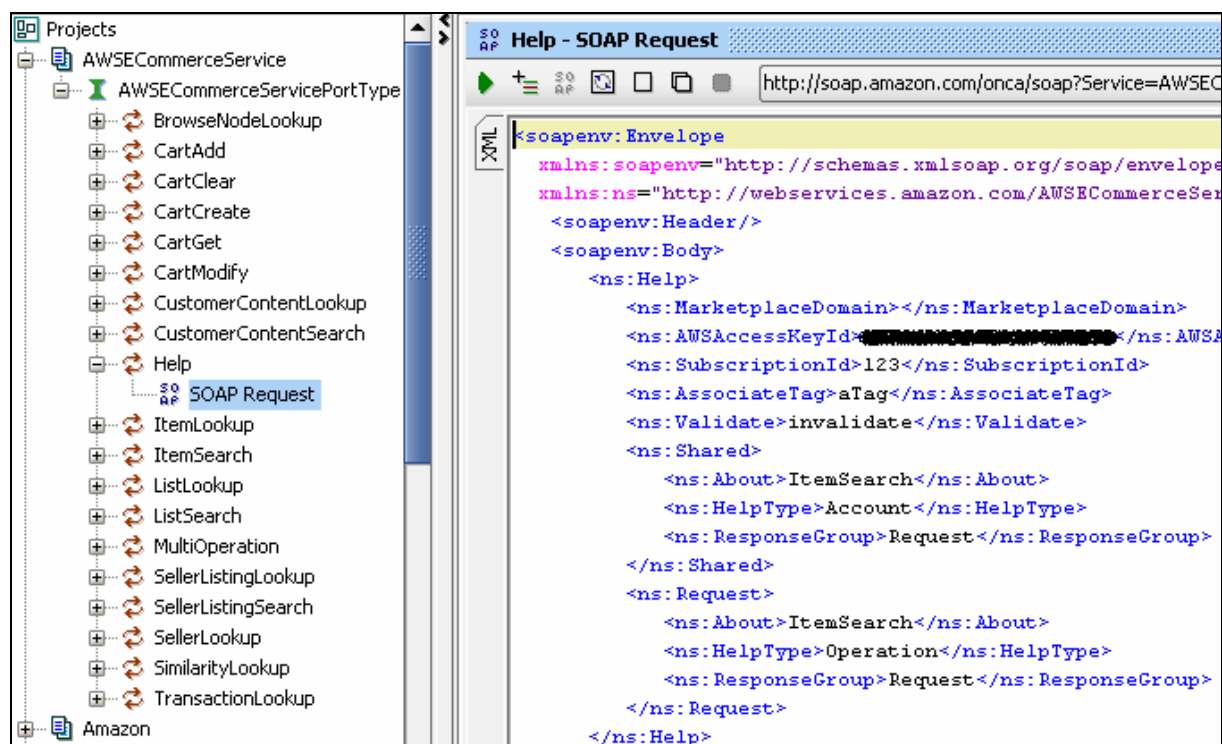 Projects
AWSECommerceService
AWSECommerceServicePortType
BrowseNodeLookup
CartAdd
CartClear
CartCreate
CartGet
CartModify
CustomerContentLookup
CustomerContentSearch
Help
SOAP Request
ItemLookup
ItemSearch
ListLookup
ListSearch
MultiOperation
SellerListingLookup
SellerListingSearch
SellerLookup
SimilarityLookup
TransactionLookup
Amazon
SOAP Help - SOAP Request
http://soap.amazon.com/onca/soap?Service=AWSEC
XML
<soapenv:Envelope
xmlns:soapenv="http://schemas.xmlsoap.org/soap/envelope
xmlns:ns="http://webservices.amazon.com/AWSECommerceSer
<soapenv:Header/>
<soapenv:Body>
<ns:Help>
<ns:MarketplaceDomain></ns:MarketplaceDomain>
<ns:AWSAccessKeyId></ns:AWSA
<ns:SubscriptionId>123</ns:SubscriptionId>
<ns:AssociateTag>aTag</ns:AssociateTag>
<ns:Validate>invalidate</ns:Validate>
<ns:Shared>
<ns:About>ItemSearch</ns:About>
<ns:HelpType>Account</ns:HelpType>
<ns:ResponseGroup>Request</ns:ResponseGroup>
</ns:Shared>
<ns:Request>
<ns:About>ItemSearch</ns:About>
<ns:HelpType>Operation</ns:HelpType>
<ns:ResponseGroup>Request</ns:ResponseGroup>
</ns:Request>
</ns:Help>